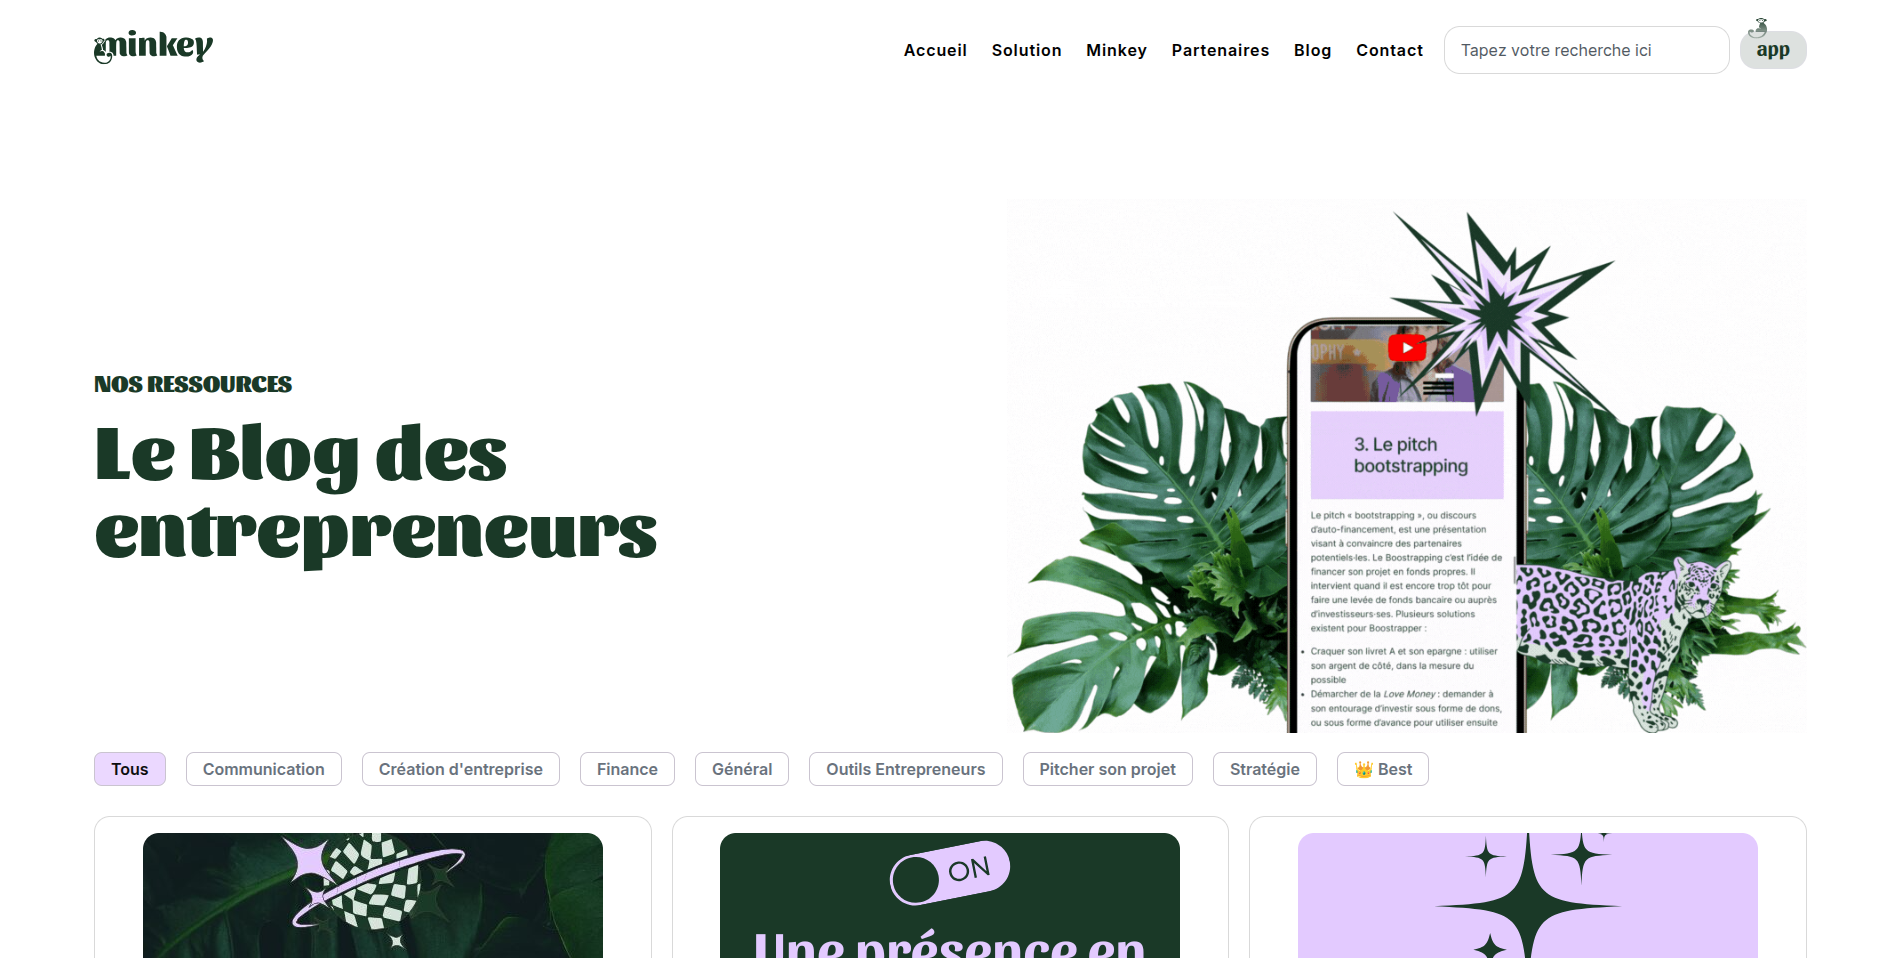 minkey
Accueil Solution Minkey Partenaires Blog Contact
Tapez votre recherche ici
app
NOS RESSOURCES
Le Blog des
entrepreneurs
OPHY
3. Le pitch
bootstrapping
Le pitch « bootstrapping », ou discours
d'auto-financement, est une présentation
visant à convaincre des partenaires
potentiels·les. Le Boostrapping c'est l'idée de
financer son projet en fonds propres. Il
intervient quand il est encore trop tôt pour
faire une levée de fonds bancaire ou auprès
d'investisseurs·ses. Plusieurs solutions
existent pour Boostrapper :
• Craquer son livret A et son epargne : utiliser
son argent de côté, dans la mesure du
possible
• Démarcher de la Love Money : demander à
son entourage d'investir sous forme de dons,
ou sous forme d'avance pour utiliser ensuite
Tous Communication Création d'entreprise Finance Général Outils Entrepreneurs Pitcher son projet Stratégie 👑 Best
ON
Une présence en